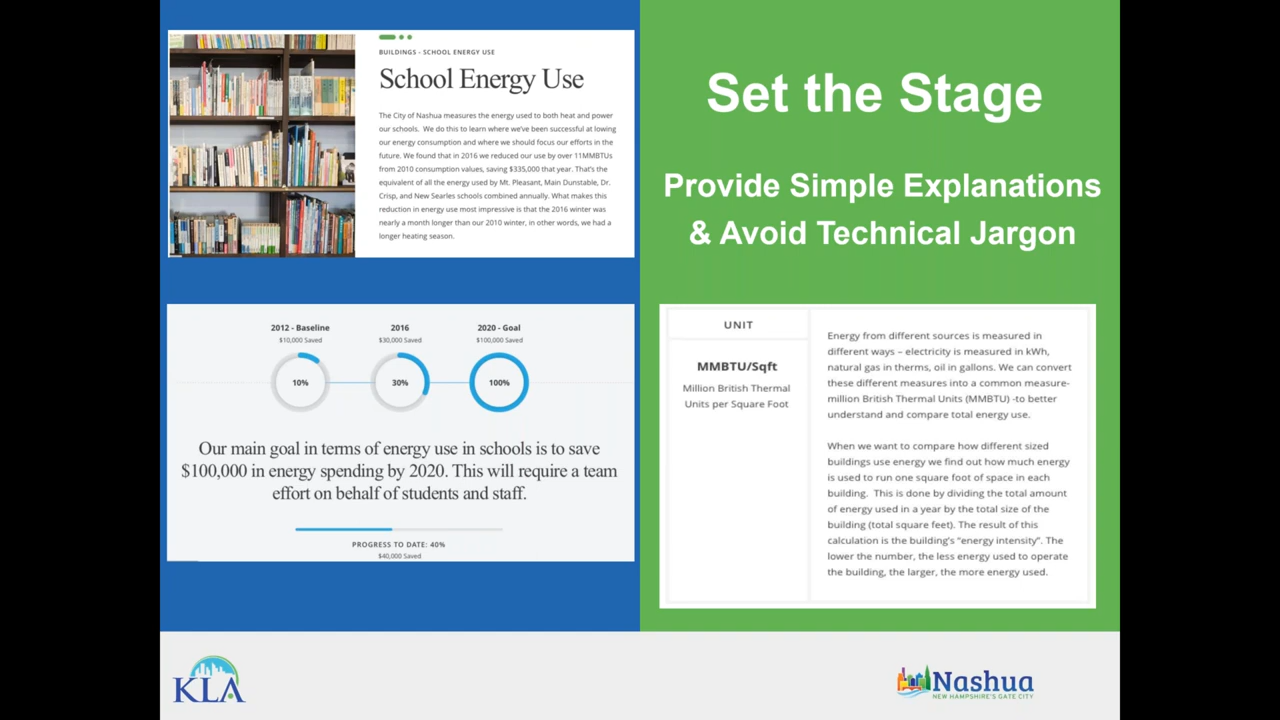 BUILDINGS - SCHOOL ENERGY USE
School Energy Use
The City of Nashua measures the energy used to both heat and power
our schools. We do this to learn where we've been successful at lowing
our energy consumption and where we should focus our efforts in the
future. We found that in 2016 we reduced our use by over 11MMBTUs
from 2010 consumption values, saving $335,000 that year. That's the
equivalent of all the energy used by Mt. Pleasant, Main Dunstable, Dr.
Crisp, and New Searles schools combined annually. What makes this
reduction in energy use most impressive is that the 2016 winter was
nearly a month longer than our 2010 winter, in other words, we had a
longer heating season.
2012 - Baseline
$10,000 Saved
10%
2016
$30,000 Saved
30%
2020 - Goal
$100,000 Saved
100%
Our main goal in terms of energy use in schools is to save
$100,000 in energy spending by 2020. This will require a team
effort on behalf of students and staff.
PROGRESS TO DATE: 40%
$40,000 Saved
Set the Stage
Provide Simple Explanations
& Avoid Technical Jargon
UNIT
MMBTU/Sqft
Million British Thermal
Units per Square Foot
Energy from different sources is measured in
different ways – electricity is measured in kWh,
natural gas in therms, oil in gallons. We can convert
these different measures into a common measure-
million British Thermal Units (MMBTU) -to better
understand and compare total energy use.
When we want to compare how different sized
buildings use energy we find out how much energy
is used to run one square foot of space in each
building. This is done by dividing the total amount
of energy used in a year by the total size of the
building (total square feet). The result of this
calculation is the building's "energy intensity". The
lower the number, the less energy used to operate
the building, the larger, the more energy used.
KLA
Nashua
NEW HAMPSHIRE'S GATE CITY